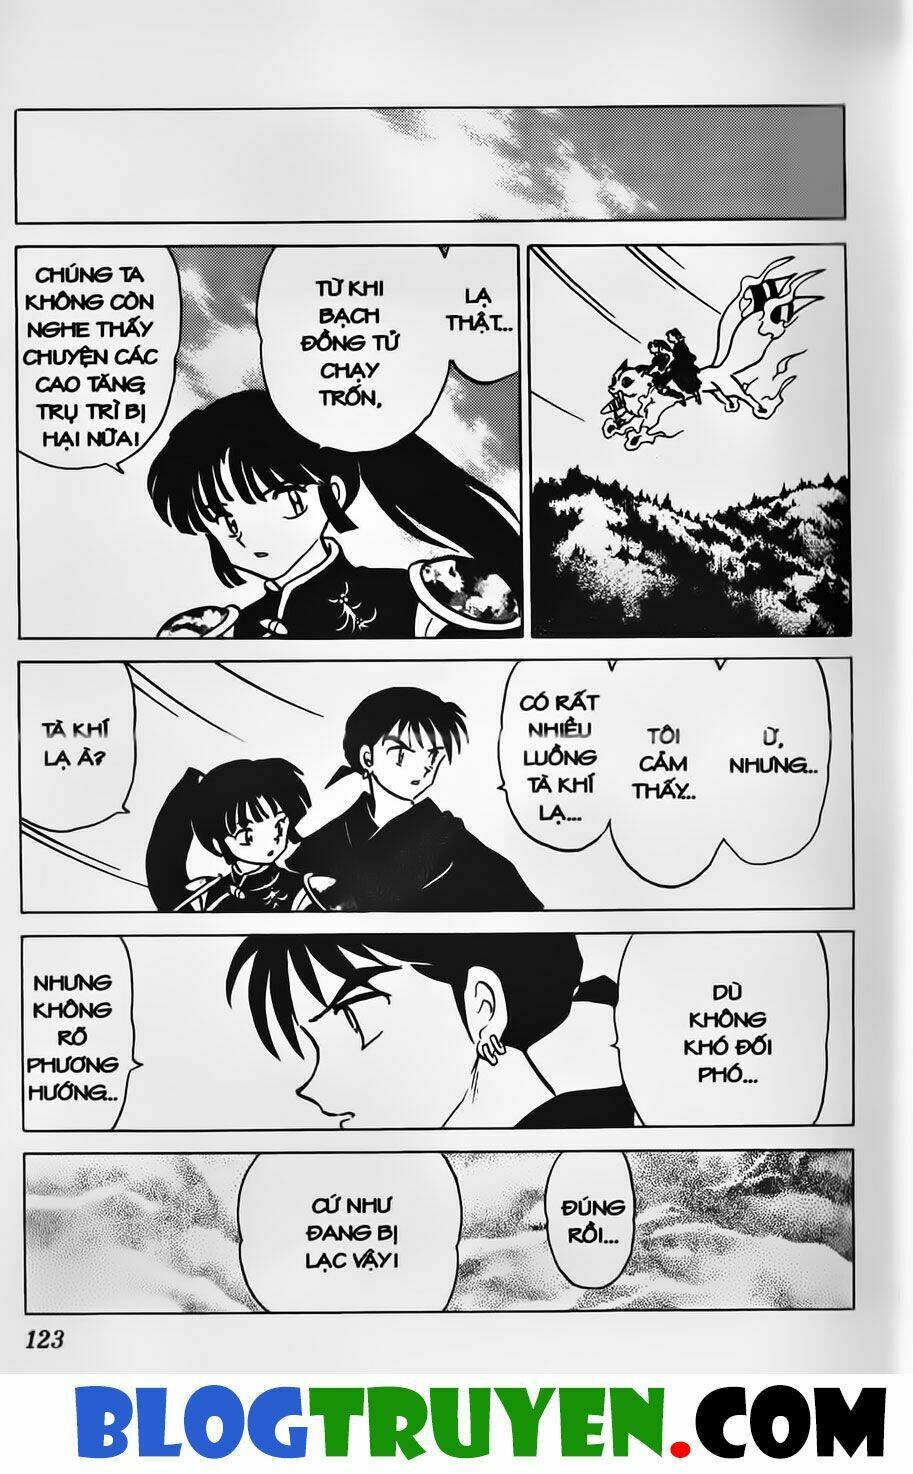 LẠ
THẬT...
TỪ KHI
BẠCH
ĐỒNG TỬ
CHẠY
TRỐN,
CHÚNG TA
KHÔNG CÒN
NGHE THẤY
CHUYỆN CÁC
CAO TĂNG,
TRỤ TRÌ BỊ
HẠI NỮA!
Ừ,
NHƯNG...
TÔI
CẢM
THẤY...
CÓ RẤT
NHIỀU
LUỒNG
TÀ KHÍ
LẠ...
TÀ KHÍ
LẠ À?
DÙ
KHÔNG
KHÓ ĐỐI
PHÓ...
NHƯNG
KHÔNG
RÕ
PHƯƠNG
HƯỚNG...
ĐÚNG
RỒI...
CỨ NHƯ
ĐANG BỊ
LẠC VẬY!
123
BLOGTRUYEN.COM